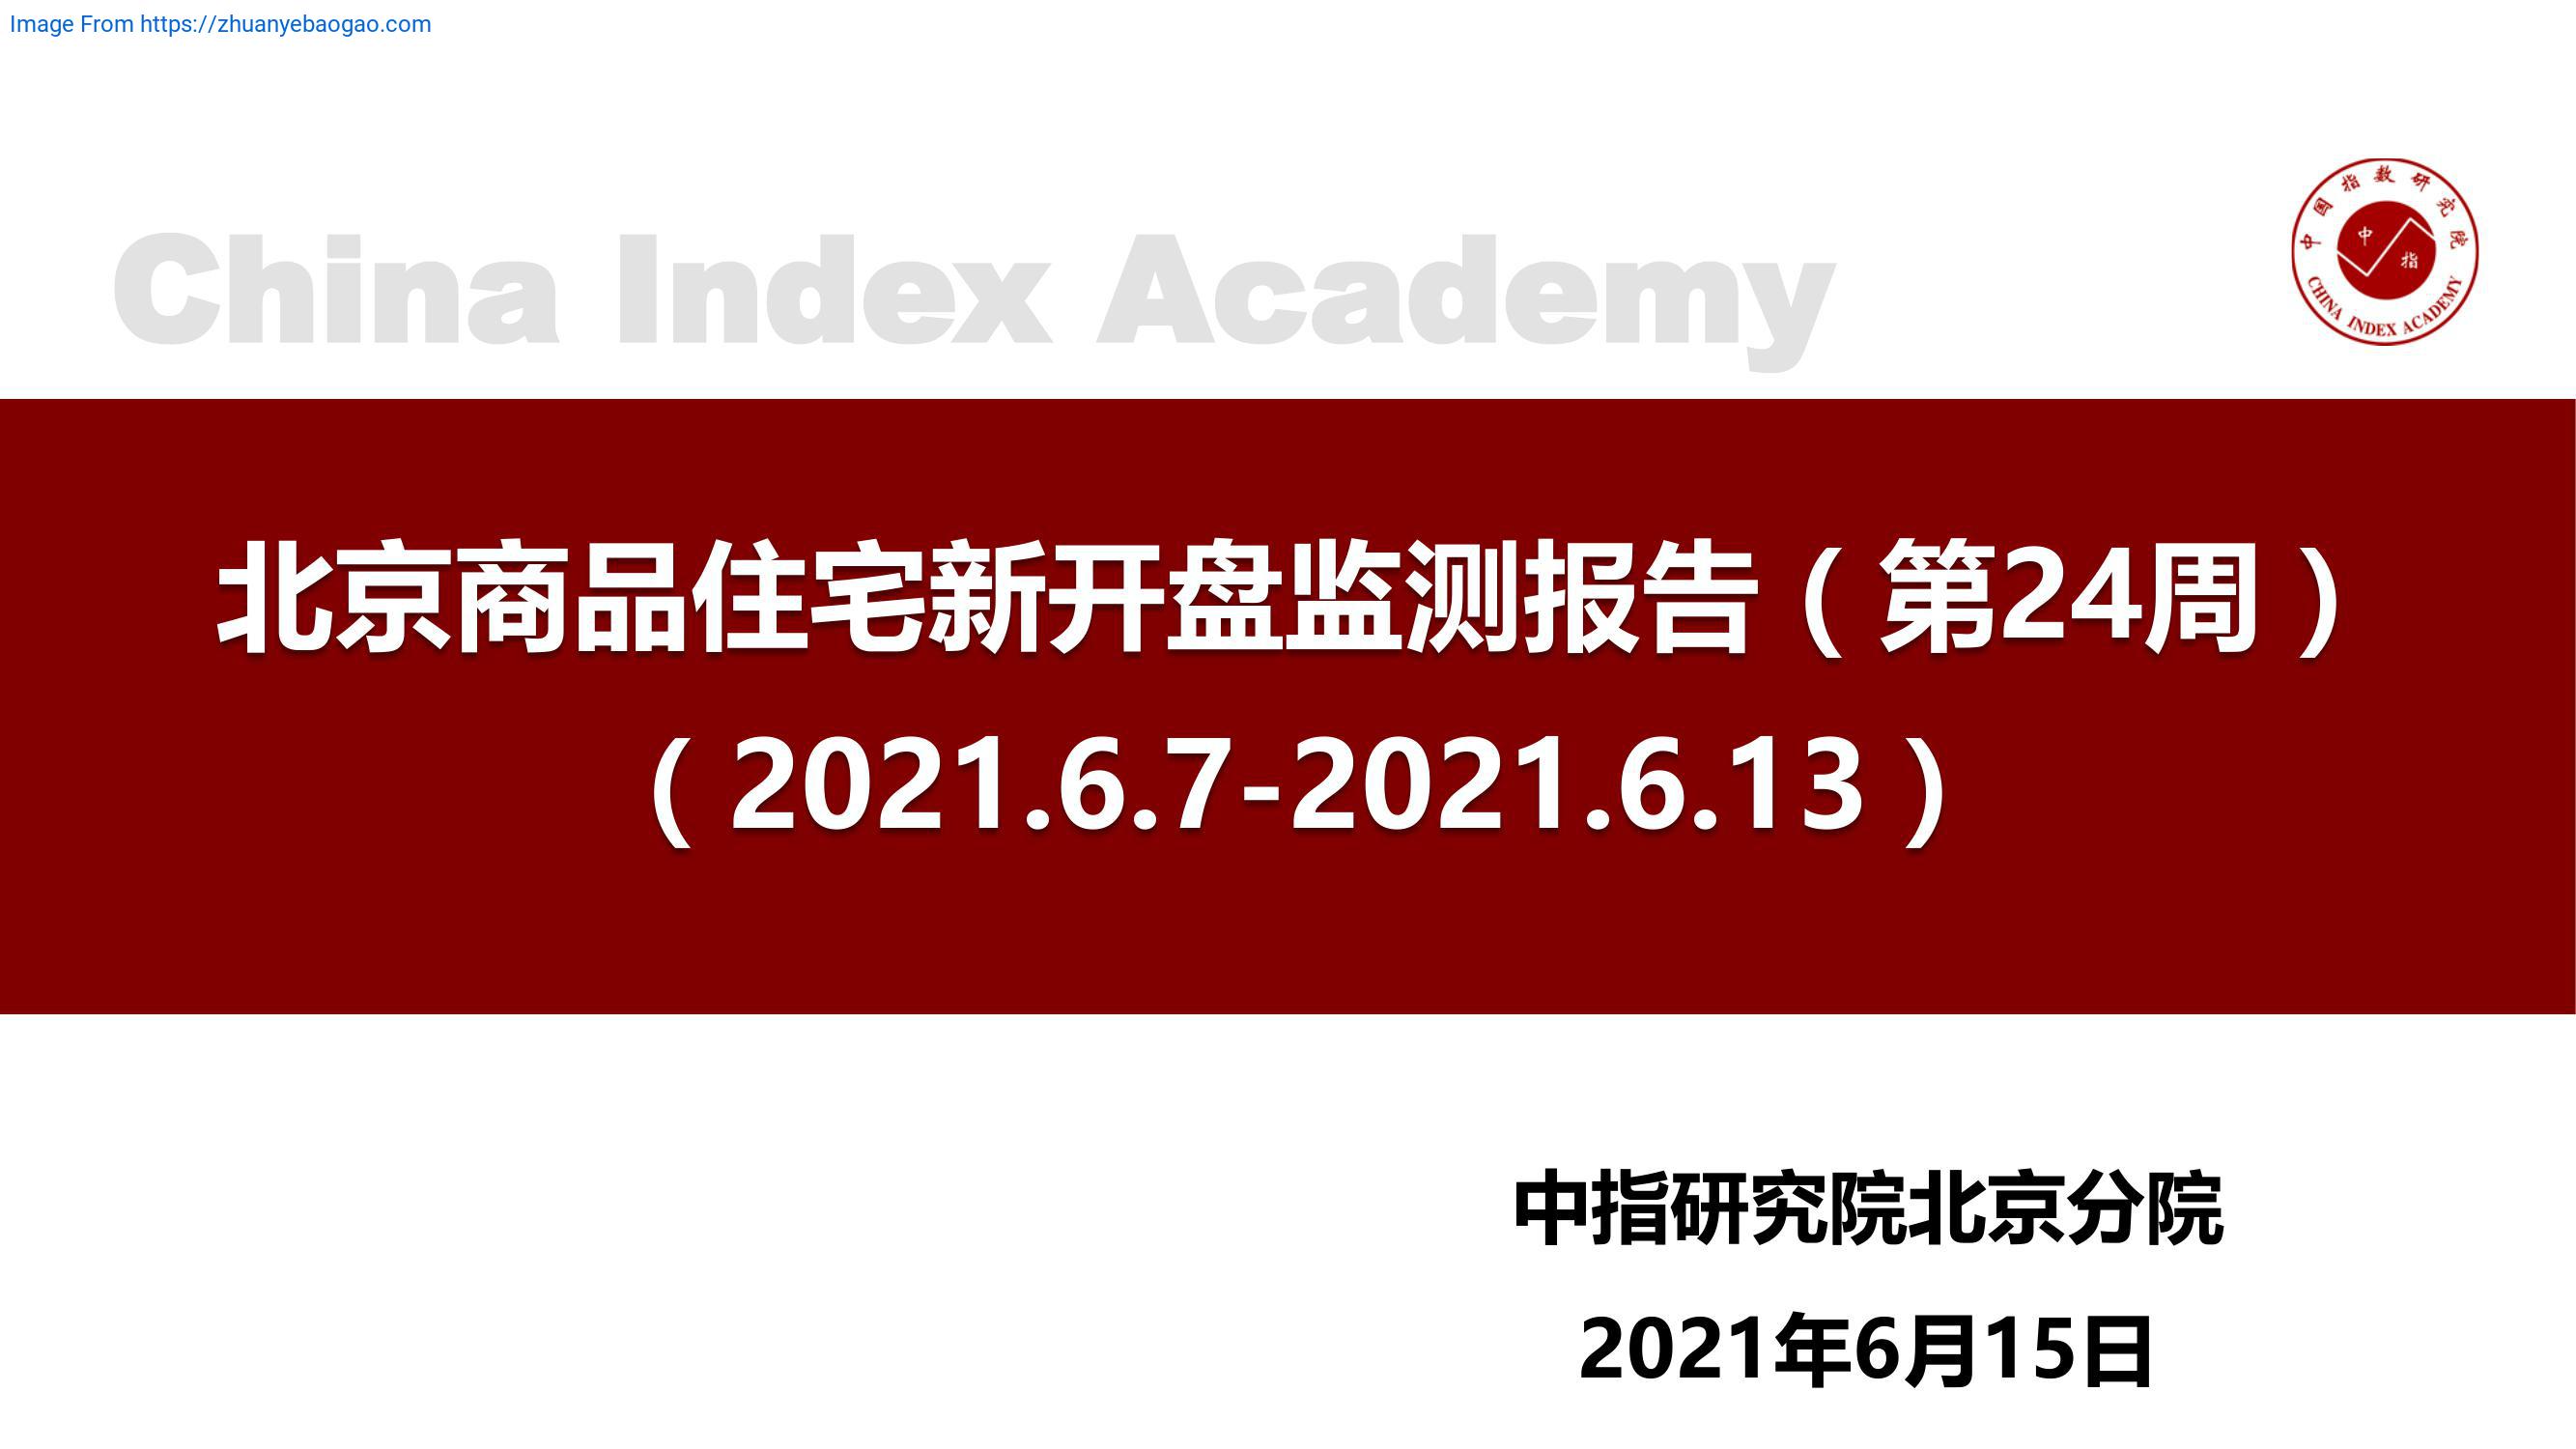 Image From https://zhuanyebaogao.com
中国指数研究院
中指
CHINA INDEX ACADEMY
China Index Academy
北京商品住宅新开盘监测报告（第24周）
（2021.6.7-2021.6.13）
中指研究院北京分院
2021年6月15日